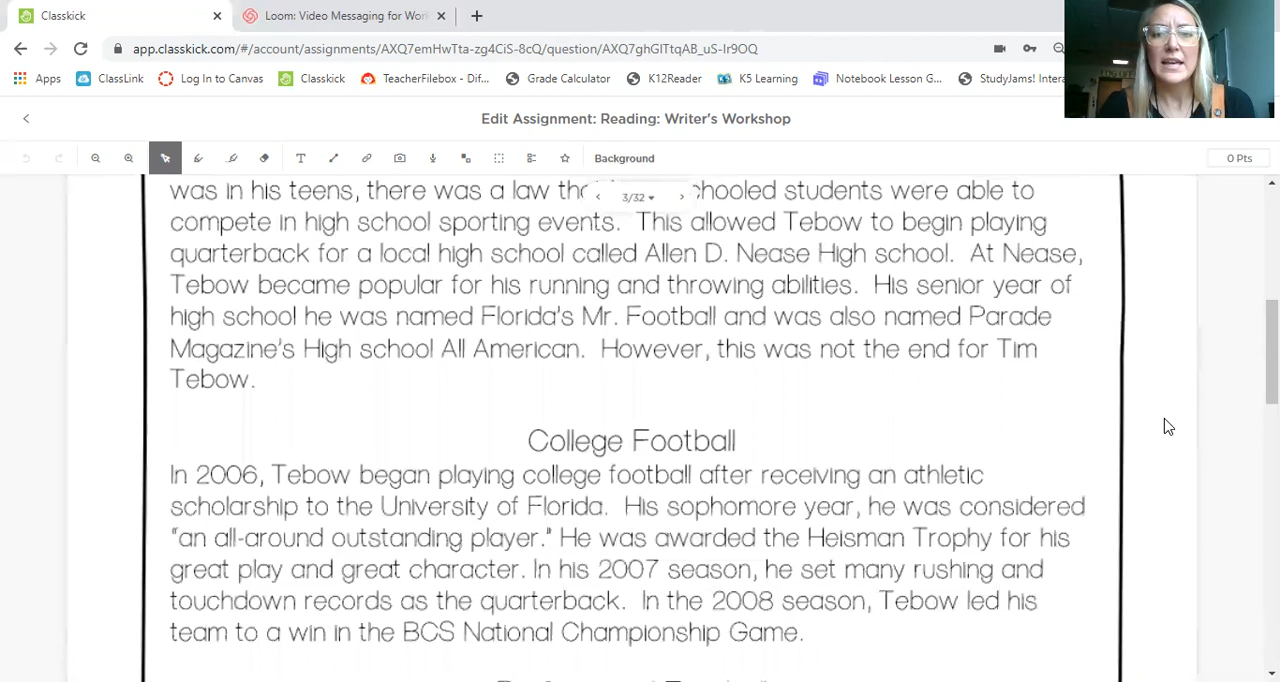 Classkick
Loom: Video Messaging for Wor
app.classkick.com/#/account/assignments/AXQ7emHwTta-zg4CiS-8cQ/question/AXQ7ghGITtqAB_uS-Ir9OQ
Apps ClassLink Log In to Canvas Classkick TeacherFilebox - Dif... Grade Calculator K12Reader K5 Learning Notebook Lesson G... StudyJams! Inter
Edit Assignment: Reading: Writer's Workshop
Background 0 Pts
3/32
was in his teens, there was a law schooled students were able to
compete in high school sporting events. This allowed Tebow to begin playing
quarterback for a local high school called Allen D. Nease High school. At Nease,
Tebow became popular for his running and throwing abilities. His senior year of
high school he was named Florida's Mr. Football and was also named Parade
Magazine's High school All American. However, this was not the end for Tim
Tebow.
College Football
In 2006, Tebow began playing college football after receiving an athletic
scholarship to the University of Florida. His sophomore year, he was considered
"an all-around outstanding player." He was awarded the Heisman Trophy for his
great play and great character. In his 2007 season, he set many rushing and
touchdown records as the quarterback. In the 2008 season, Tebow led his
team to a win in the BCS National Championship Game.